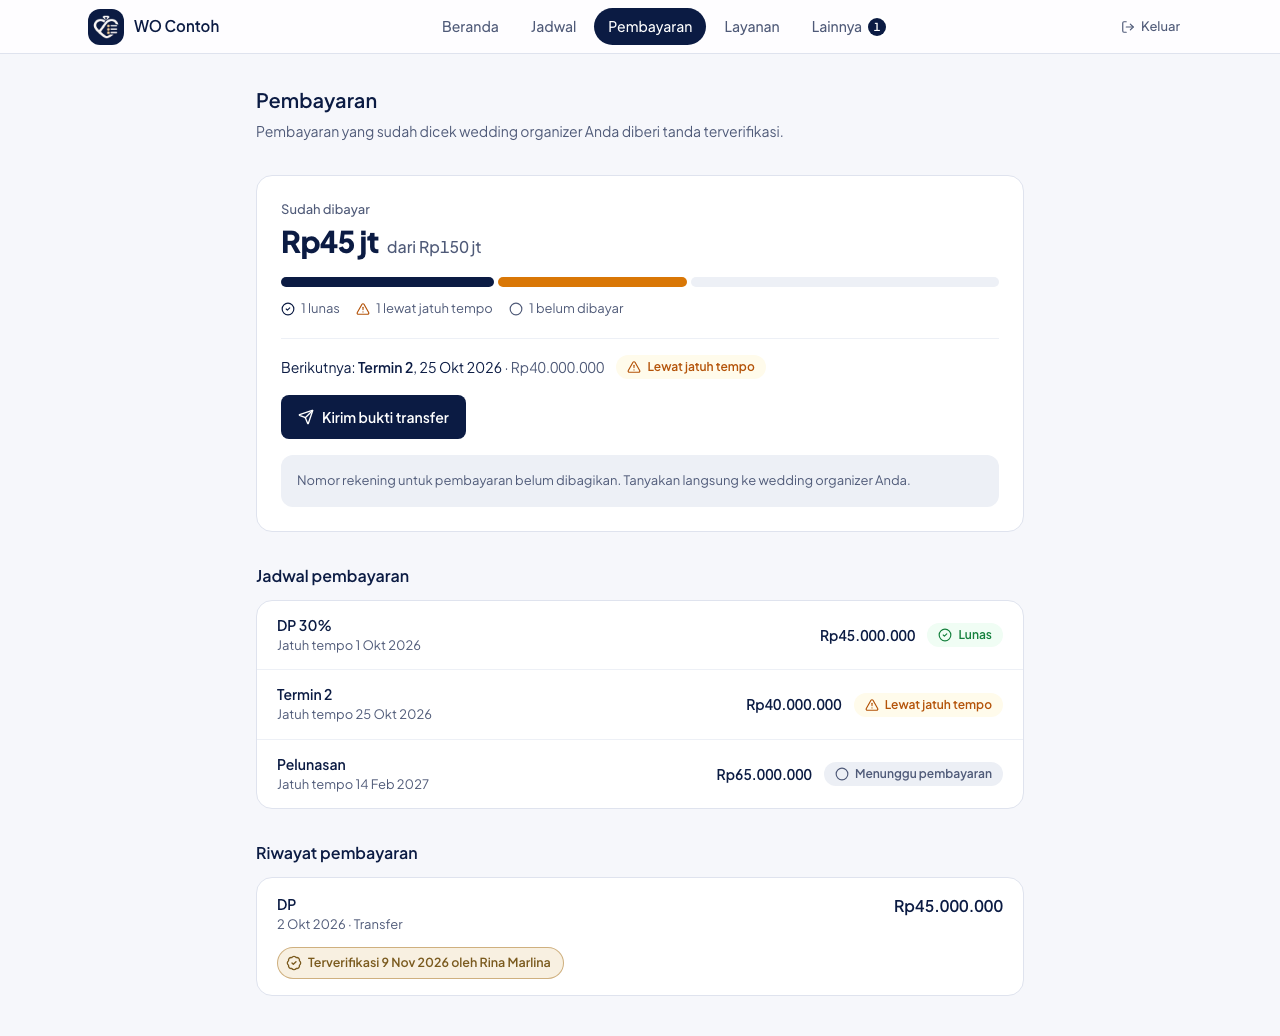 WO Contoh
Beranda
Jadwal
Pembayaran
Layanan
Lainnya 1
Keluar
Pembayaran
Pembayaran yang sudah dicek wedding organizer Anda diberi tanda terverifikasi.
Sudah dibayar
Rp45 jt dari Rp150 jt
1 lunas
1 lewat jatuh tempo
1 belum dibayar
Berikutnya: Termin 2, 25 Okt 2026 · Rp40.000.000
Lewat jatuh tempo
Kirim bukti transfer
Nomor rekening untuk pembayaran belum dibagikan. Tanyakan langsung ke wedding organizer Anda.
Jadwal pembayaran
DP 30%
Jatuh tempo 1 Okt 2026
Rp45.000.000
Lunas
Termin 2
Jatuh tempo 25 Okt 2026
Rp40.000.000
Lewat jatuh tempo
Pelunasan
Jatuh tempo 14 Feb 2027
Rp65.000.000
Menunggu pembayaran
Riwayat pembayaran
DP
2 Okt 2026 · Transfer
Rp45.000.000
Terverifikasi 9 Nov 2026 oleh Rina Marlina